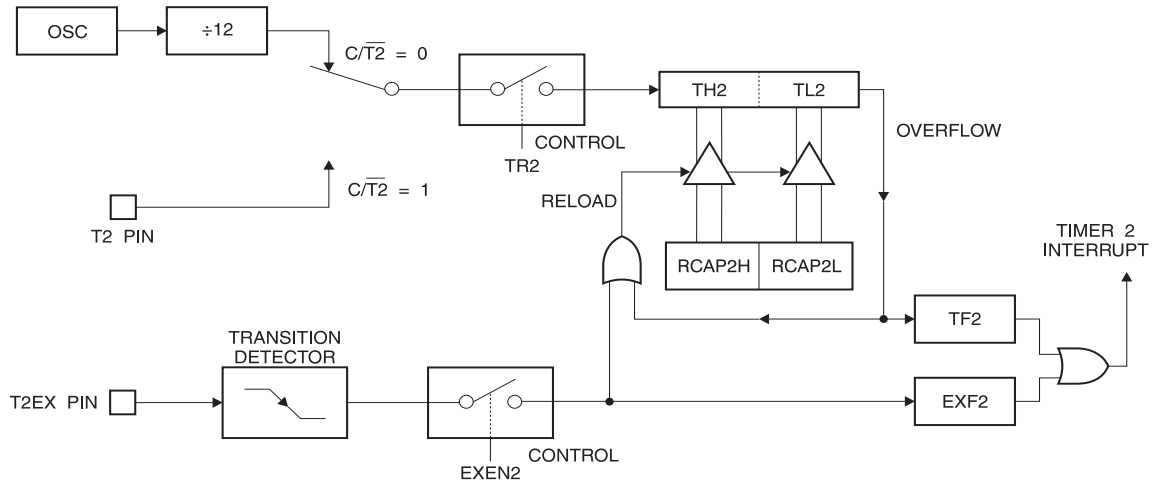 OSC
÷12
C/T2̅ = 0
TH2
TL2
OVERFLOW
CONTROL
TR2
C/T2̅ = 1
T2 PIN
RELOAD
RCAP2H
RCAP2L
TIMER 2
INTERRUPT
TF2
TRANSITION
DETECTOR
T2EX PIN
EXF2
CONTROL
EXEN2